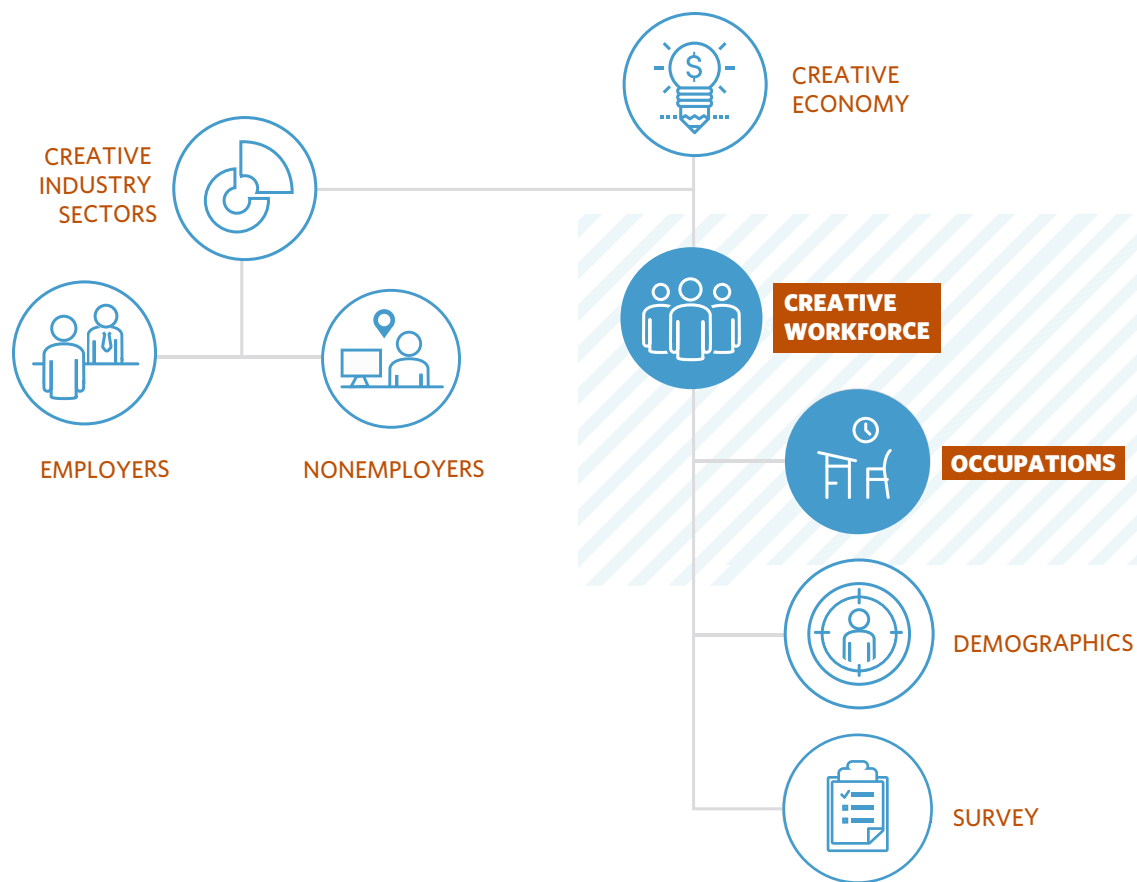 CREATIVE
ECONOMY
CREATIVE
INDUSTRY
SECTORS
$
CREATIVE
WORKFORCE
EMPLOYERS
NONEMPLOYERS
OCCUPATIONS
DEMOGRAPHICS
SURVEY